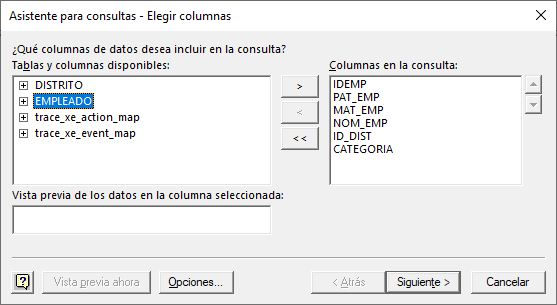 Asistente para consultas - Elegir columnas
¿Qué columnas de datos desea incluir en la consulta?
Tablas y columnas disponibles:
Columnas en la consulta:
DISTRITO
EMPLEADO
trace_xe_action_map
trace_xe_event_map
>
<
<<
IDEMP
PAT_EMP
MAT_EMP
NOM_EMP
ID_DIST
CATEGORIA
Vista previa de los datos en la columna seleccionada:
?
Vista previa ahora
Opciones...
< Atrás
Siguiente >
Cancelar